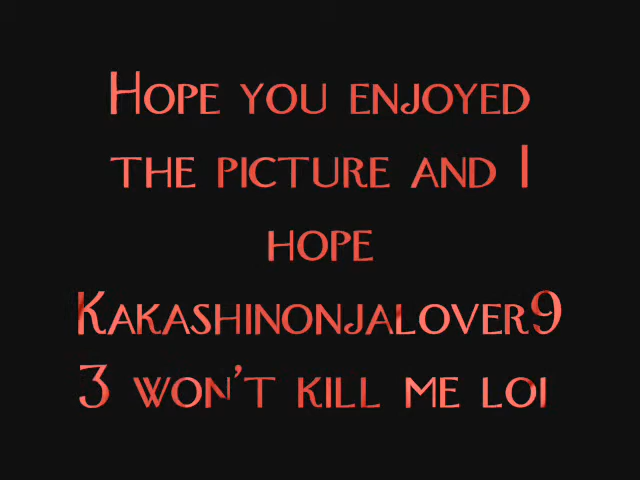 Hope you enjoyed
the picture and I
hope
Kakashinonjalover9
3 won't kill me lol